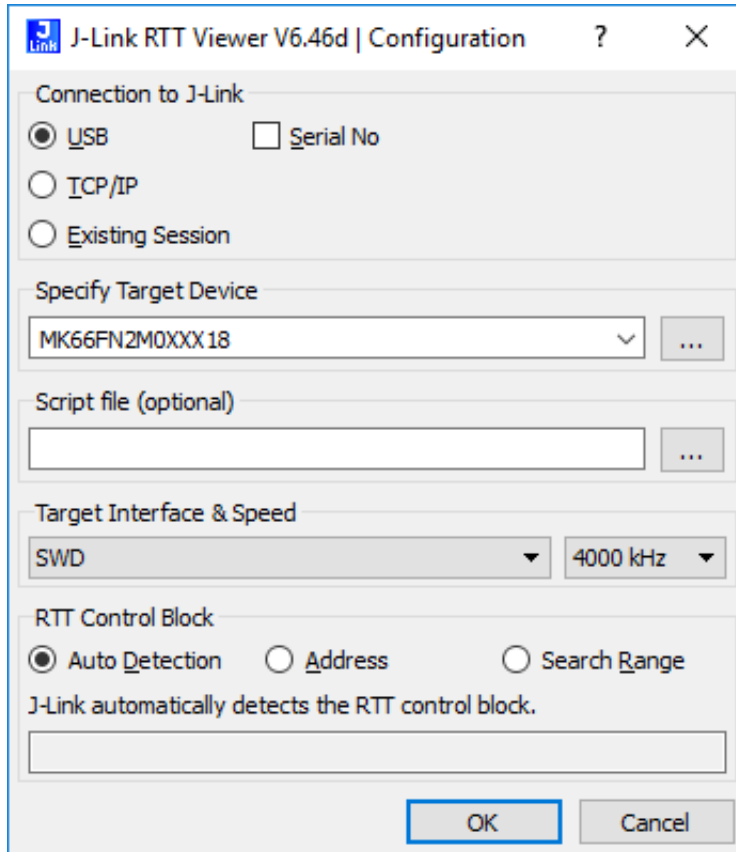 J-Link RTT Viewer V6.46d | Configuration ?
Connection to J-Link
USB Serial No
TCP/IP
Existing Session
Specify Target Device
MK66FN2M0XXX18 ...
Script file (optional)
...
Target Interface & Speed
SWD 4000 kHz
RTT Control Block
Auto Detection Address Search Range
J-Link automatically detects the RTT control block.
OK Cancel